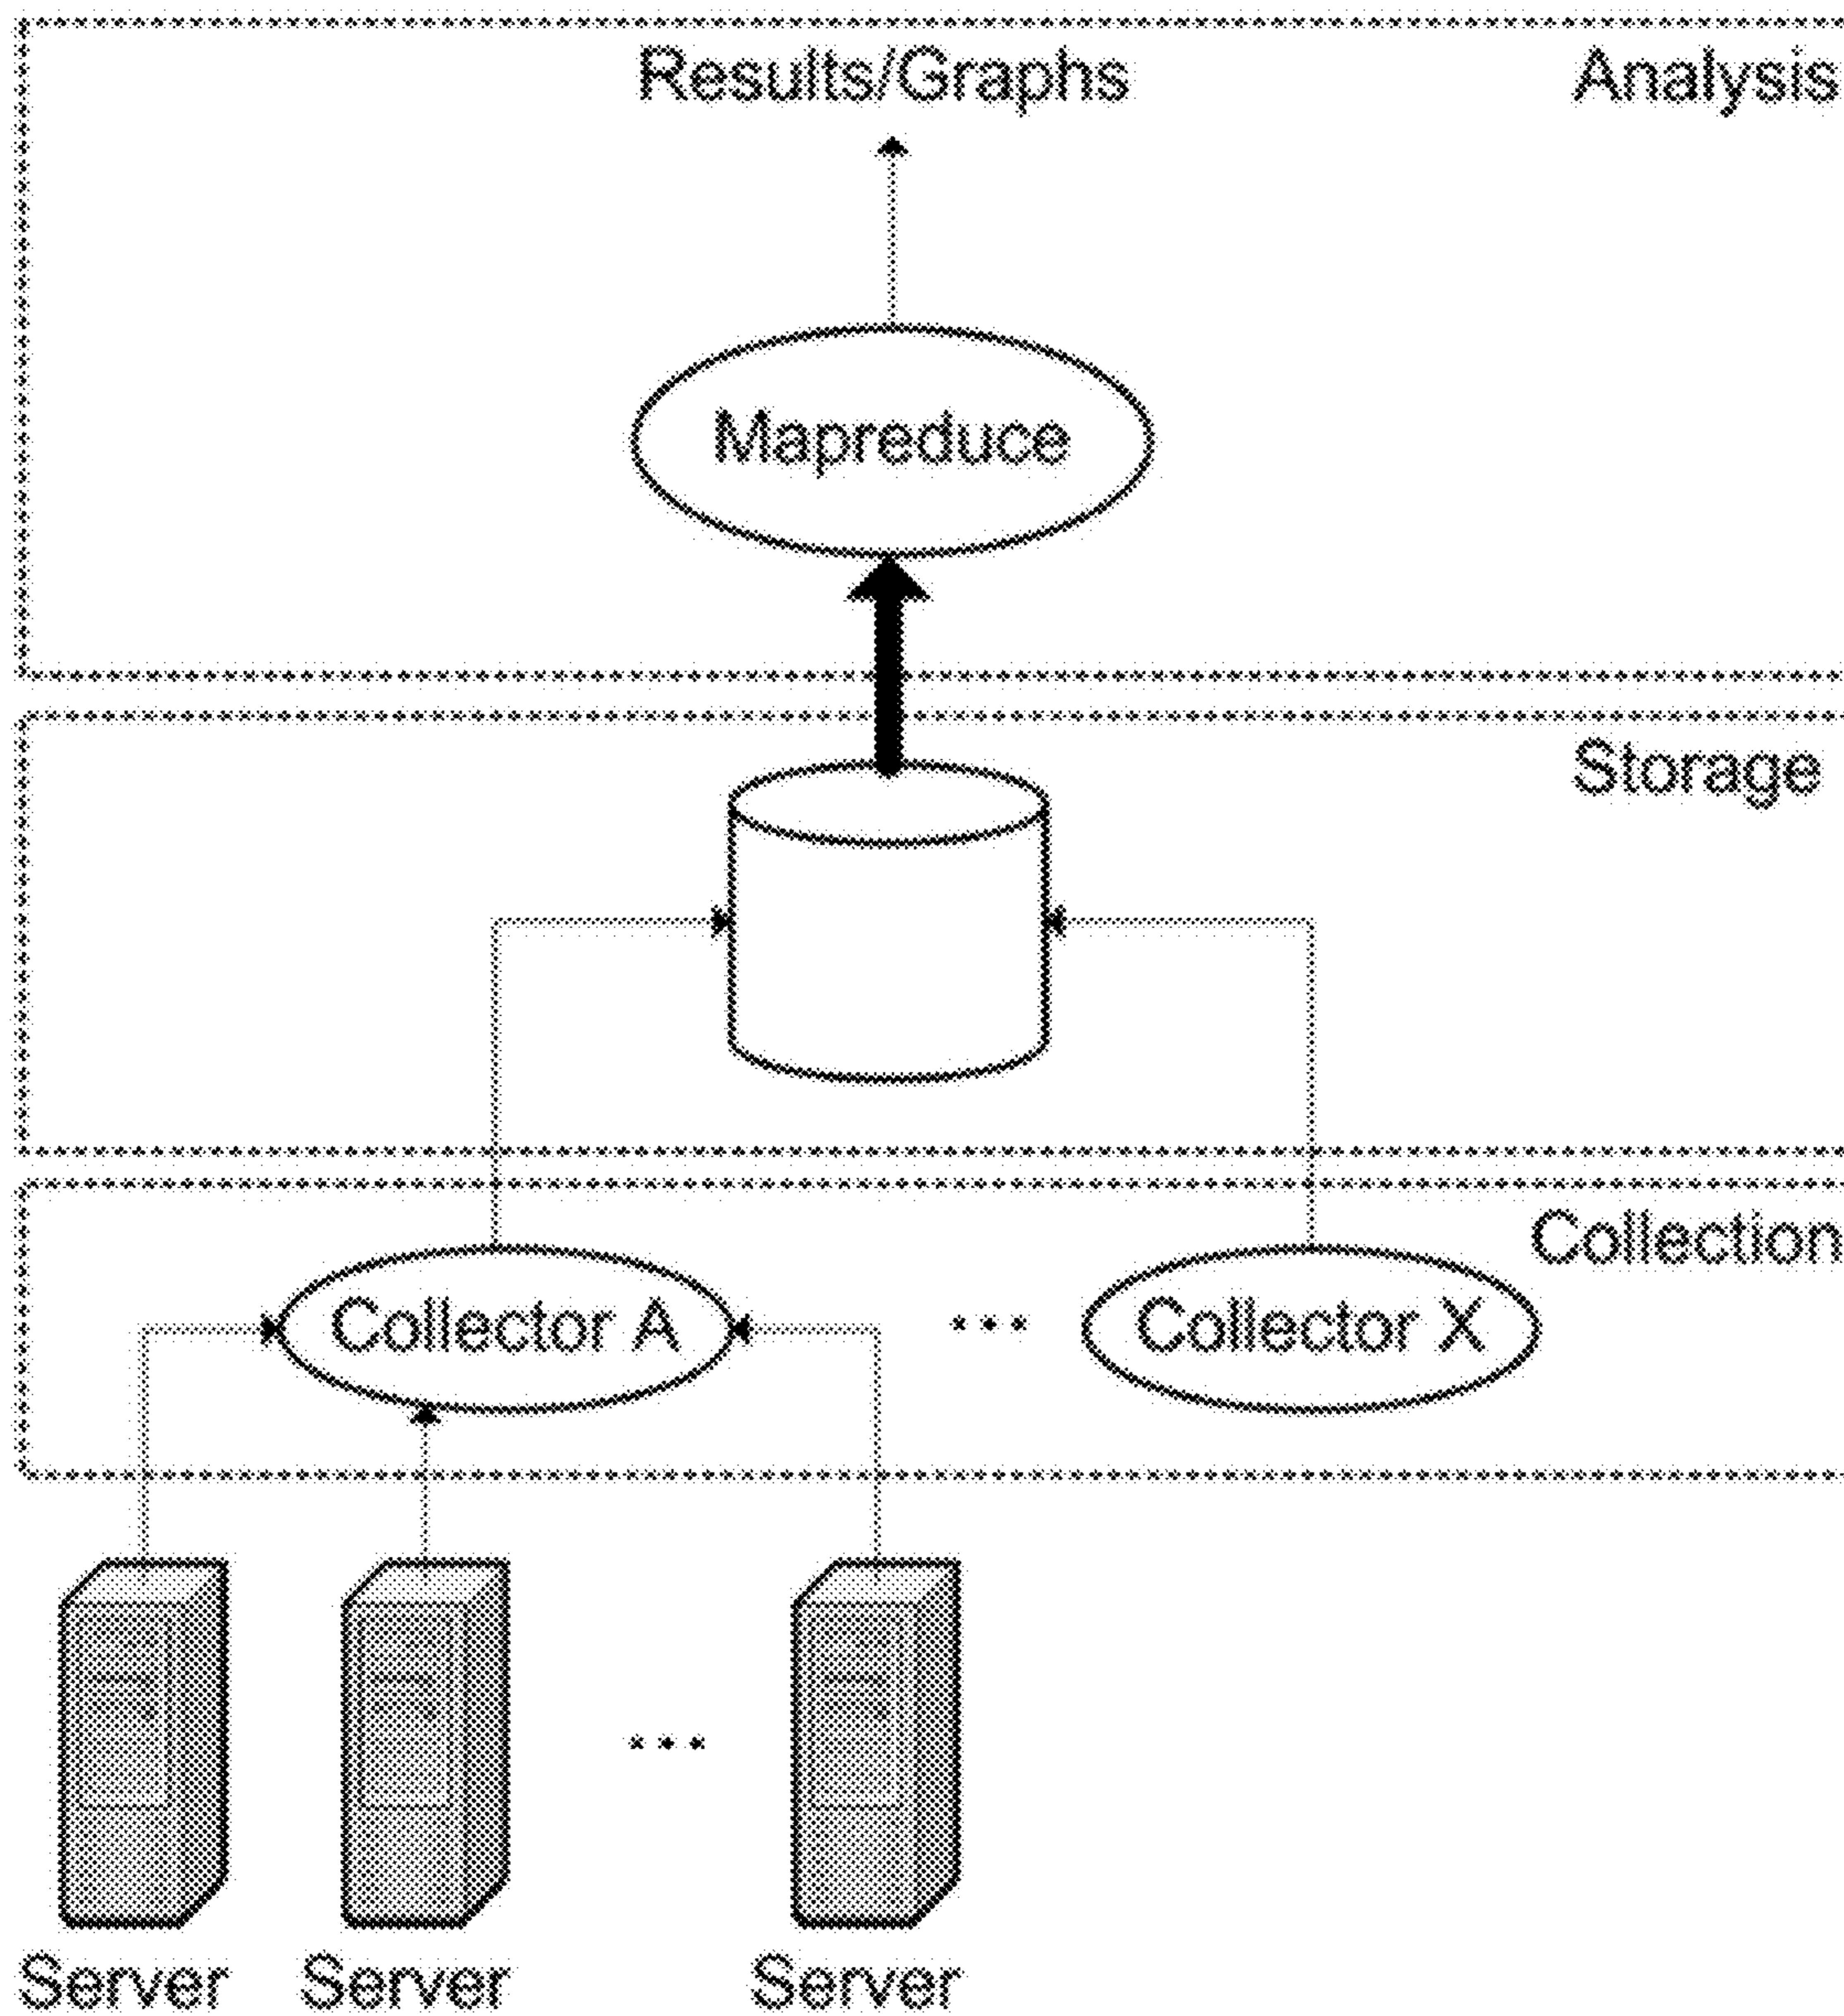 Results/Graphs
Analysis
Mapreduce
Storage
Collection
Collector A
...
Collector X
...
Server
Server
Server